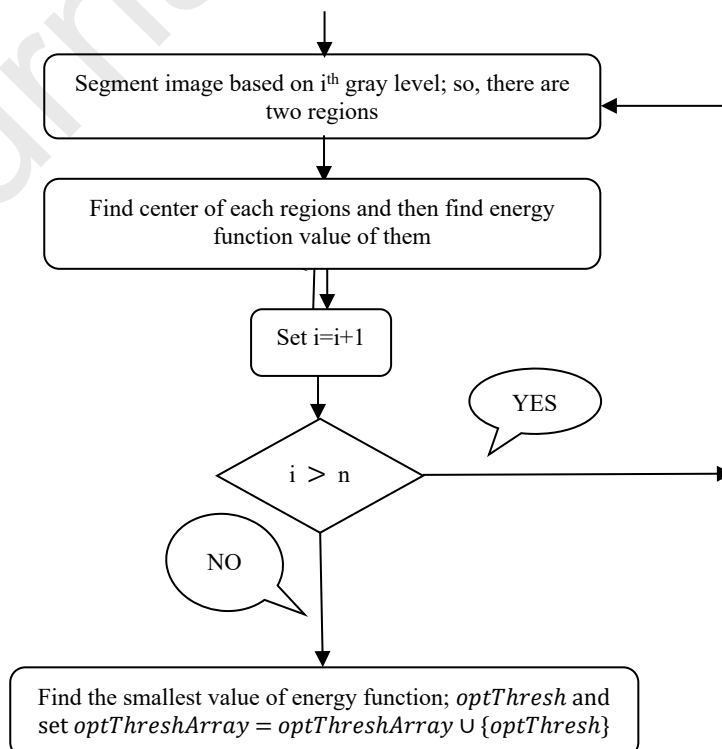 Segment image based on iᵗʰ gray level; so, there are
two regions
Find center of each regions and then find energy
function value of them
Set i=i+1
YES
i > n
NO
Find the smallest value of energy function; optThresh and
set optThreshArray = optThreshArray ∪ {optThresh}